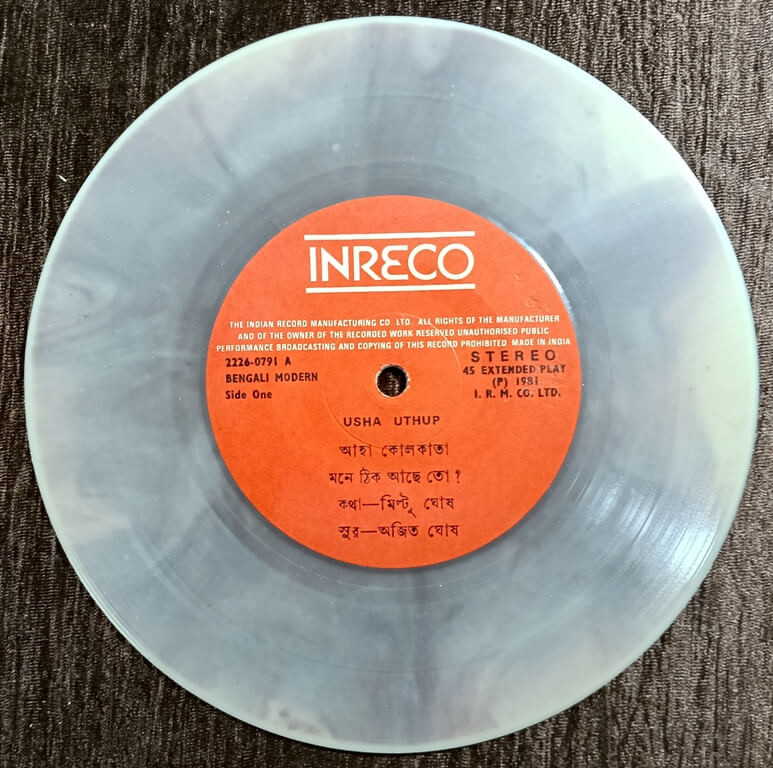 INRECO
THE INDIAN RECORD MANUFACTURING CO LTD. ALL RIGHTS OF THE MANUFACTURER
AND OF THE OWNER OF THE RECORDED WORK RESERVED UNAUTHORISED PUBLIC
PERFORMANCE BROADCASTING AND COPYING OF THIS RECORD PROHIBITED MADE IN INDIA
2226-0791 A
BENGALI MODERN
Side One
STEREO
45 EXTENDED PLAY
(P) 1981
I. R. M. CO. LTD.
USHA UTHUP
আহা কোলকাতা
মনে ঠিক আছে তো ?
কথা—মিণ্টু ঘোষ
সুর—অজিত ঘোষ